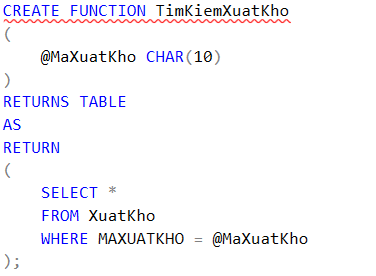 CREATE FUNCTION TimKiemXuatKho
(
    @MaXuatKho CHAR(10)
)
RETURNS TABLE
AS
RETURN
(
    SELECT *
    FROM XuatKho
    WHERE MAXUATKHO = @MaXuatKho
);